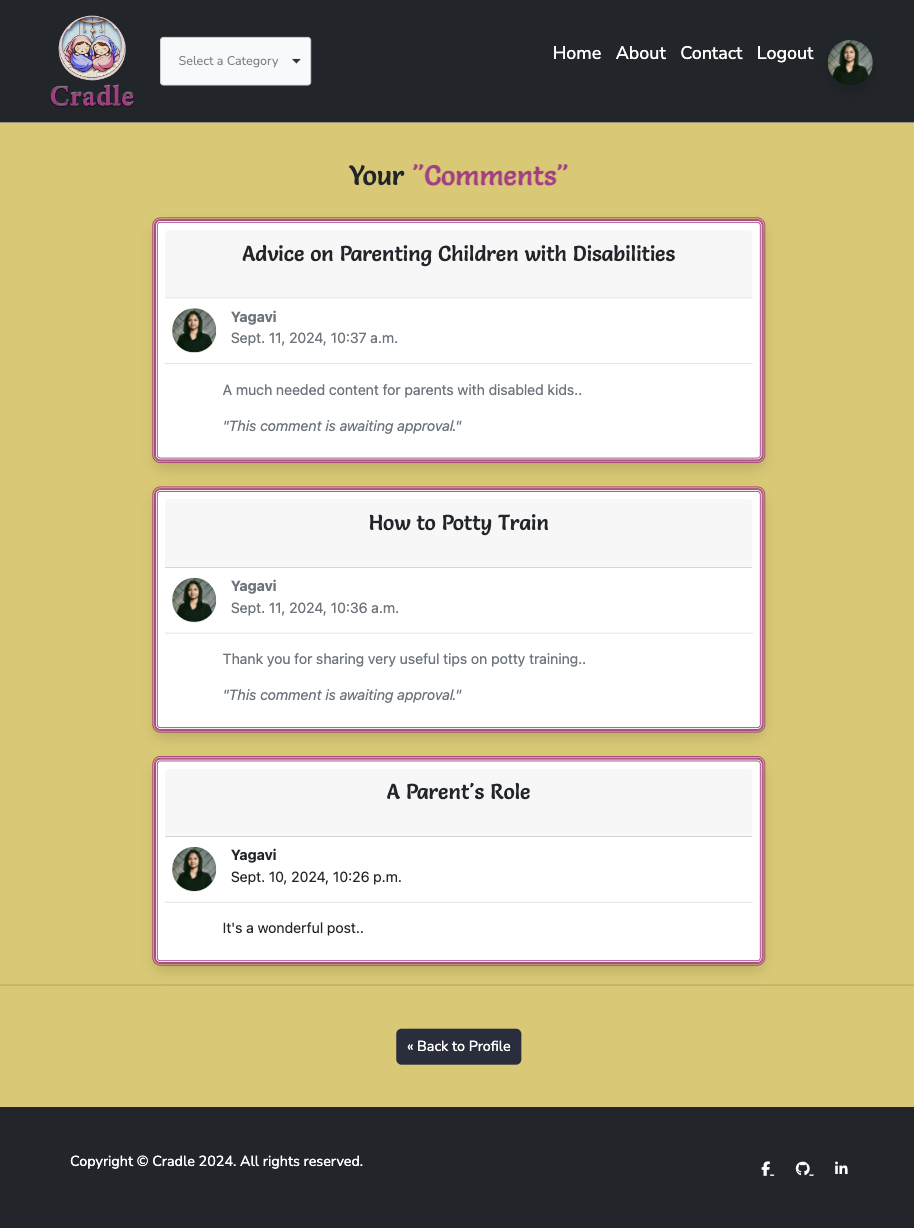 Cradle
Select a Category
Home About Contact Logout
Your "Comments"
Advice on Parenting Children with Disabilities
Yagavi
Sept. 11, 2024, 10:37 a.m.
A much needed content for parents with disabled kids..
"This comment is awaiting approval."
How to Potty Train
Yagavi
Sept. 11, 2024, 10:36 a.m.
Thank you for sharing very useful tips on potty training..
"This comment is awaiting approval."
A Parent's Role
Yagavi
Sept. 10, 2024, 10:26 p.m.
It's a wonderful post..
« Back to Profile
Copyright © Cradle 2024. All rights reserved.